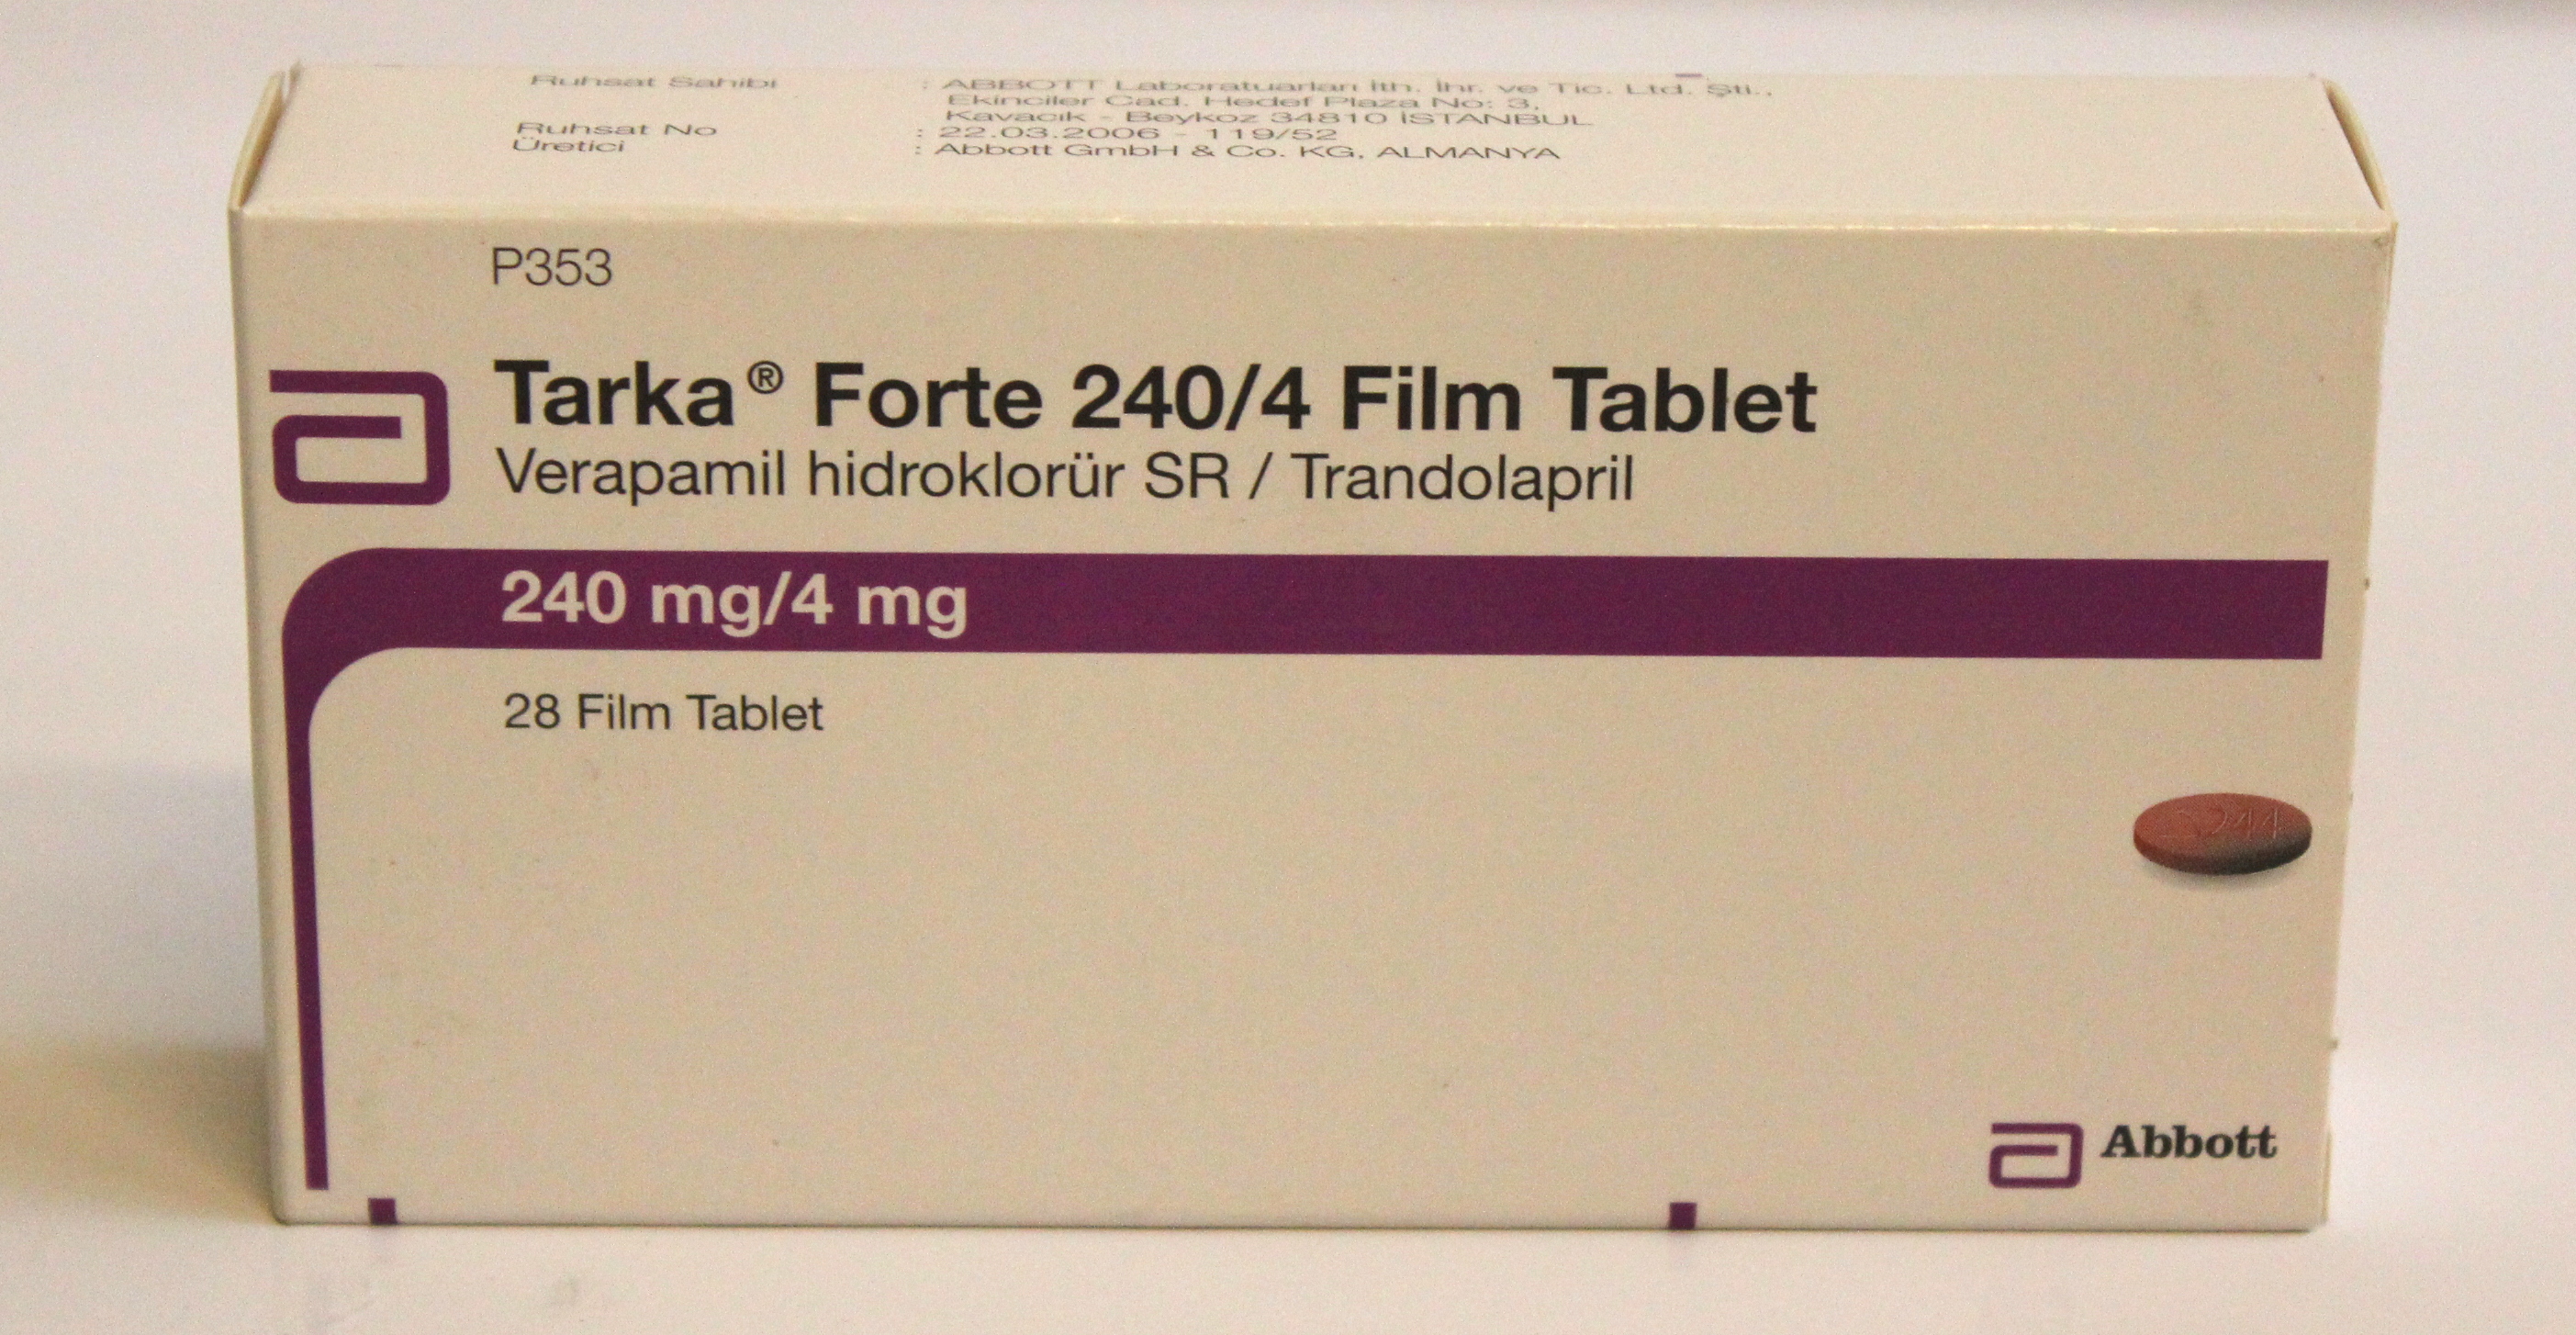 Ruhsat Sahibi : ABBOTT Laboratuarları İth. İhr. ve Tic. Ltd. Şti.,
Ekinciler Cad. Hedef Plaza No: 3,
Kavacık - Beykoz 34810 İSTANBUL
Ruhsat No : 22.03.2006 - 119/52
Üretici : Abbott GmbH & Co. KG, ALMANYA
P353
Tarka® Forte 240/4 Film Tablet
Verapamil hidroklorür SR / Trandolapril
240 mg/4 mg
28 Film Tablet
244
Abbott